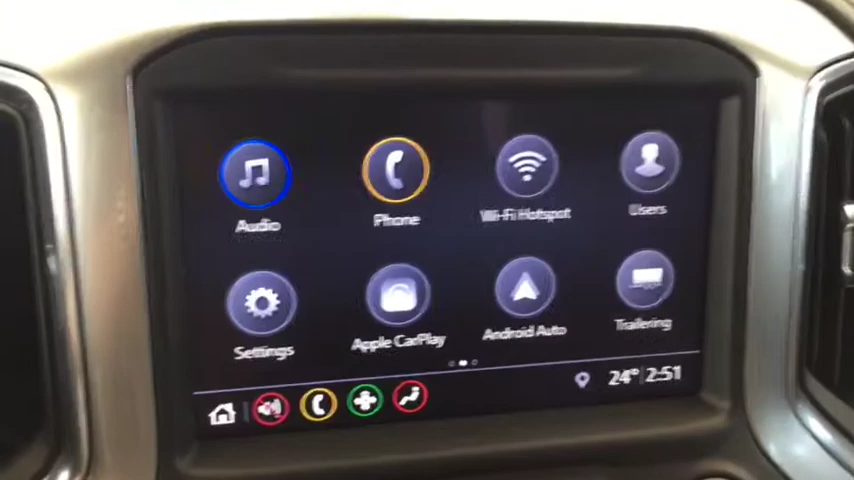 Audio
Phone
Wi-Fi Hotspot
Users
Settings
Apple CarPlay
Android Auto
Trailering
24° 2:51